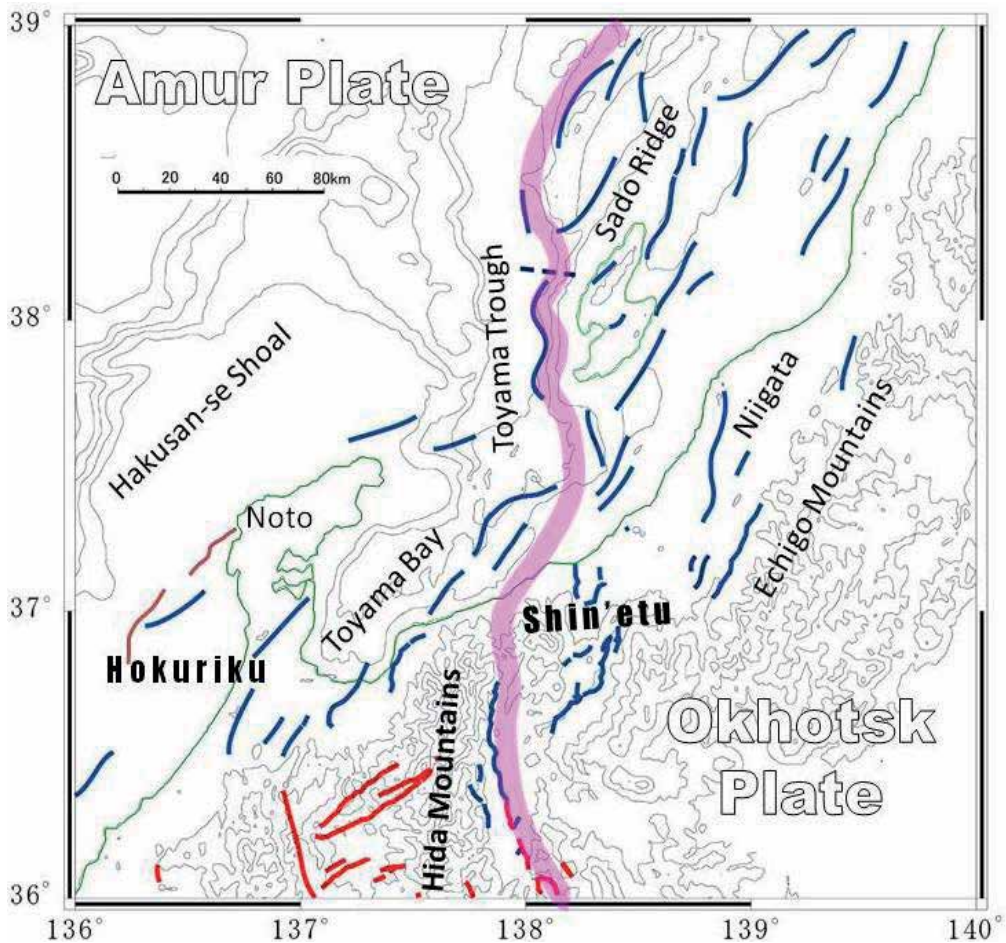 39°
Amur Plate
0 20 40 60 80km
Sado Ridge
Toyama Trough
38°
Hakusan-se Shoal
Niigata
Noto
Echigo Mountains
Toyama Bay
37°
Shin'etu
Hokuriku
Okhotsk
Plate
Hida Mountains
36°
136° 137° 138° 139° 140°